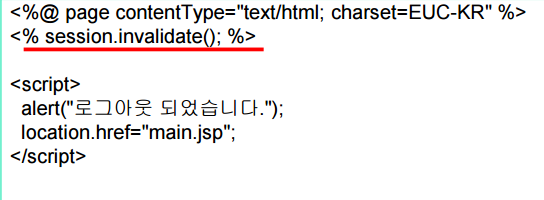 <%@ page contentType="text/html; charset=EUC-KR" %>
<% session.invalidate(); %>
<script>
alert("로그아웃 되었습니다.");
location.href="main.jsp";
</script>